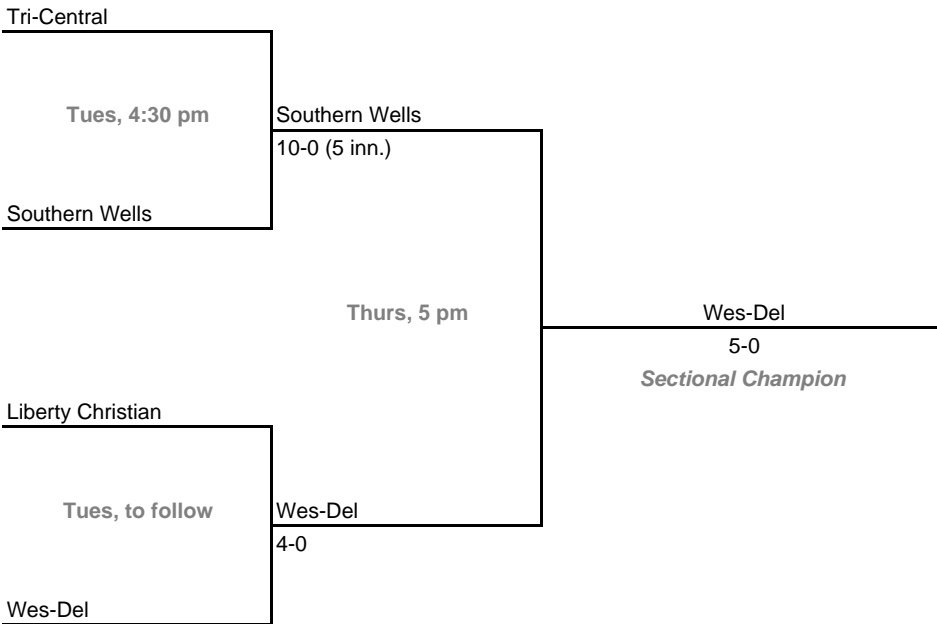 Tri-Central
Tues, 4:30 pm
Southern Wells
10-0 (5 inn.)
Southern Wells
Thurs, 5 pm
Wes-Del
5-0
Sectional Champion
Liberty Christian
Tues, to follow
Wes-Del
4-0
Wes-Del